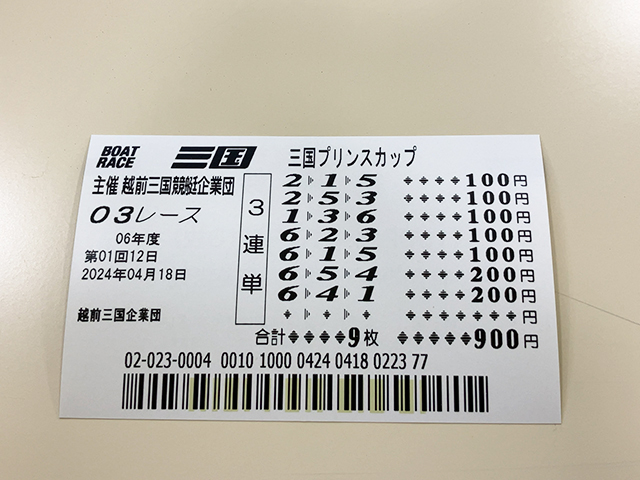 BOAT RACE 三国 三国プリンスカップ
主催 越前三国競艇企業団
03レース
06年度
第01回12日
2024年04月18日
越前三国企業団
3連単
2▷1▷5 ◆◆◆◆100円
2▷5▷3 ◆◆◆◆100円
1▷3▷6 ◆◆◆◆100円
6▷2▷3 ◆◆◆◆100円
6▷1▷5 ◆◆◆◆100円
6▷5▷4 ◆◆◆◆200円
6▷4▷1 ◆◆◆◆200円
◆▷◆▷◆ ◆◆◆◆◆◆◆円
合計◆◆◆◆9枚 ◆◆◆◆◆900円
02-023-0004 0010 1000 0424 0418 0223 77